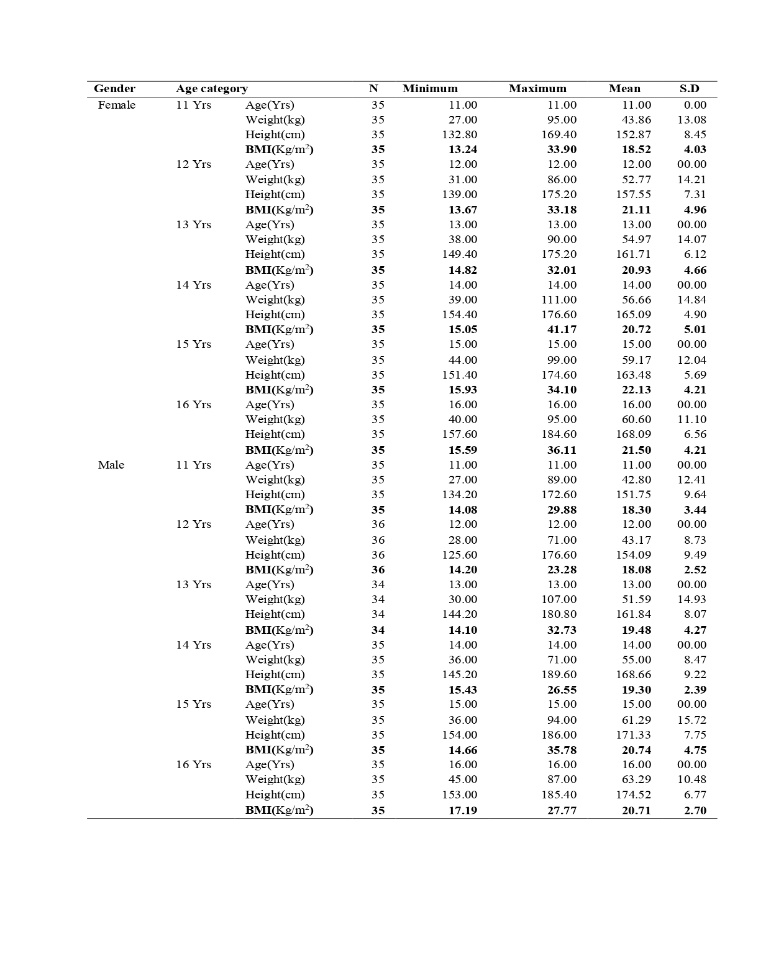 Gender Age category N Minimum Maximum Mean S.D
Female 11 Yrs Age(Yrs) 35 11.00 11.00 11.00 0.00
Weight(kg) 35 27.00 95.00 43.86 13.08
Height(cm) 35 132.80 169.40 152.87 8.45
BMI(Kg/m²) 35 13.24 33.90 18.52 4.03
12 Yrs Age(Yrs) 35 12.00 12.00 12.00 00.00
Weight(kg) 35 31.00 86.00 52.77 14.21
Height(cm) 35 139.00 175.20 157.55 7.31
BMI(Kg/m²) 35 13.67 33.18 21.11 4.96
13 Yrs Age(Yrs) 35 13.00 13.00 13.00 00.00
Weight(kg) 35 38.00 90.00 54.97 14.07
Height(cm) 35 149.40 175.20 161.71 6.12
BMI(Kg/m²) 35 14.82 32.01 20.93 4.66
14 Yrs Age(Yrs) 35 14.00 14.00 14.00 00.00
Weight(kg) 35 39.00 111.00 56.66 14.84
Height(cm) 35 154.40 176.60 165.09 4.90
BMI(Kg/m²) 35 15.05 41.17 20.72 5.01
15 Yrs Age(Yrs) 35 15.00 15.00 15.00 00.00
Weight(kg) 35 44.00 99.00 59.17 12.04
Height(cm) 35 151.40 174.60 163.48 5.69
BMI(Kg/m²) 35 15.93 34.10 22.13 4.21
16 Yrs Age(Yrs) 35 16.00 16.00 16.00 00.00
Weight(kg) 35 40.00 95.00 60.60 11.10
Height(cm) 35 157.60 184.60 168.09 6.56
BMI(Kg/m²) 35 15.59 36.11 21.50 4.21
Male 11 Yrs Age(Yrs) 35 11.00 11.00 11.00 00.00
Weight(kg) 35 27.00 89.00 42.80 12.41
Height(cm) 35 134.20 172.60 151.75 9.64
BMI(Kg/m²) 35 14.08 29.88 18.30 3.44
12 Yrs Age(Yrs) 36 12.00 12.00 12.00 00.00
Weight(kg) 36 28.00 71.00 43.17 8.73
Height(cm) 36 125.60 176.60 154.09 9.49
BMI(Kg/m²) 36 14.20 23.28 18.08 2.52
13 Yrs Age(Yrs) 34 13.00 13.00 13.00 00.00
Weight(kg) 34 30.00 107.00 51.59 14.93
Height(cm) 34 144.20 180.80 161.84 8.07
BMI(Kg/m²) 34 14.10 32.73 19.48 4.27
14 Yrs Age(Yrs) 35 14.00 14.00 14.00 00.00
Weight(kg) 35 36.00 71.00 55.00 8.47
Height(cm) 35 145.20 189.60 168.66 9.22
BMI(Kg/m²) 35 15.43 26.55 19.30 2.39
15 Yrs Age(Yrs) 35 15.00 15.00 15.00 00.00
Weight(kg) 35 36.00 94.00 61.29 15.72
Height(cm) 35 154.00 186.00 171.33 7.75
BMI(Kg/m²) 35 14.66 35.78 20.74 4.75
16 Yrs Age(Yrs) 35 16.00 16.00 16.00 00.00
Weight(kg) 35 45.00 87.00 63.29 10.48
Height(cm) 35 153.00 185.40 174.52 6.77
BMI(Kg/m²) 35 17.19 27.77 20.71 2.70